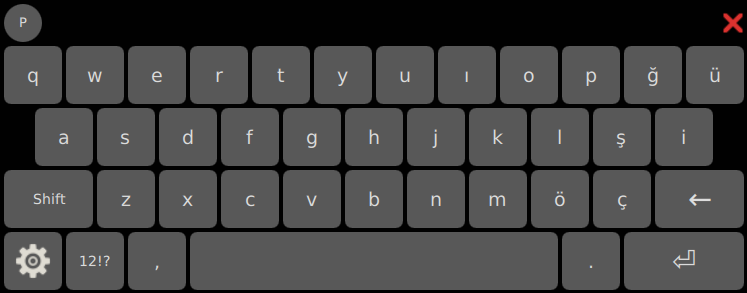 P
q w e r t y u ı o p ğ ü
a s d f g h j k l ş i
Shift z x c v b n m ö ç ←
12!? , . ⏎